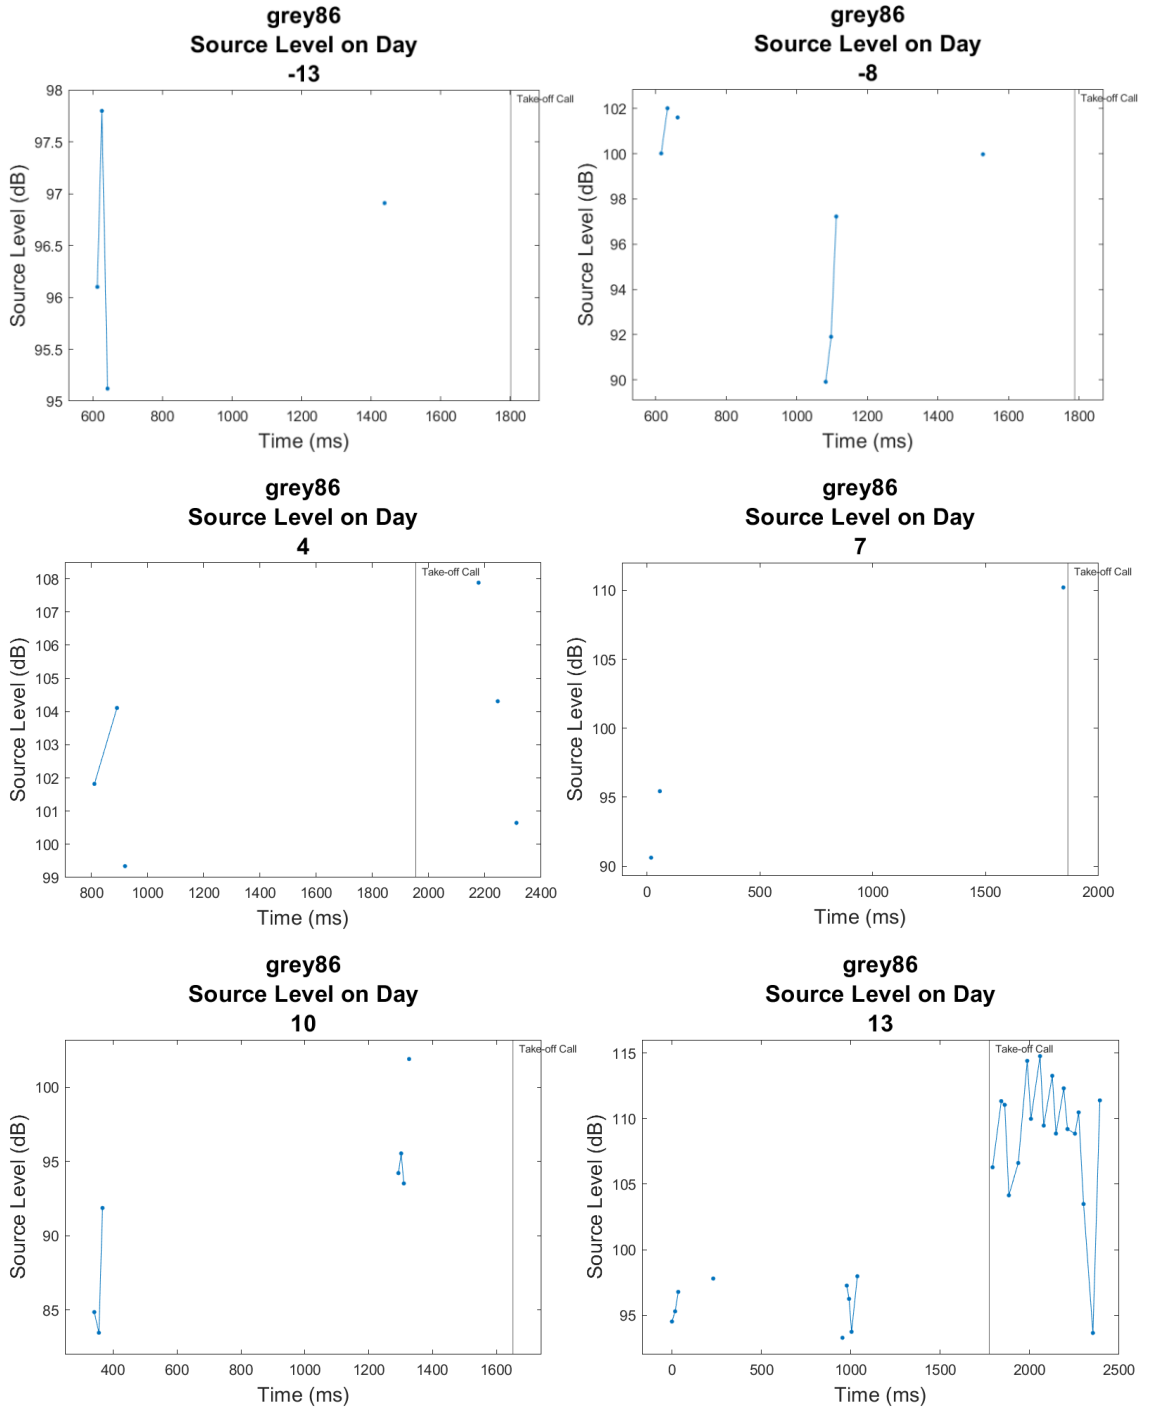 grey86
Source Level on Day
-13
98
97.5
97
96.5
96
95.5
95
Source Level (dB)
Take-off Call
600 800 1000 1200 1400 1600 1800
Time (ms)
grey86
Source Level on Day
-8
102
100
98
96
94
92
90
Source Level (dB)
Take-off Call
600 800 1000 1200 1400 1600 1800
Time (ms)
grey86
Source Level on Day
4
108
107
106
105
104
103
102
101
100
99
Source Level (dB)
Take-off Call
800 1000 1200 1400 1600 1800 2000 2200 2400
Time (ms)
grey86
Source Level on Day
7
110
105
100
95
90
Source Level (dB)
Take-off Call
0 500 1000 1500 2000
Time (ms)
grey86
Source Level on Day
10
100
95
90
85
Source Level (dB)
Take-off Call
400 600 800 1000 1200 1400 1600
Time (ms)
grey86
Source Level on Day
13
115
110
105
100
95
Source Level (dB)
Take-off Call
0 500 1000 1500 2000 2500
Time (ms)